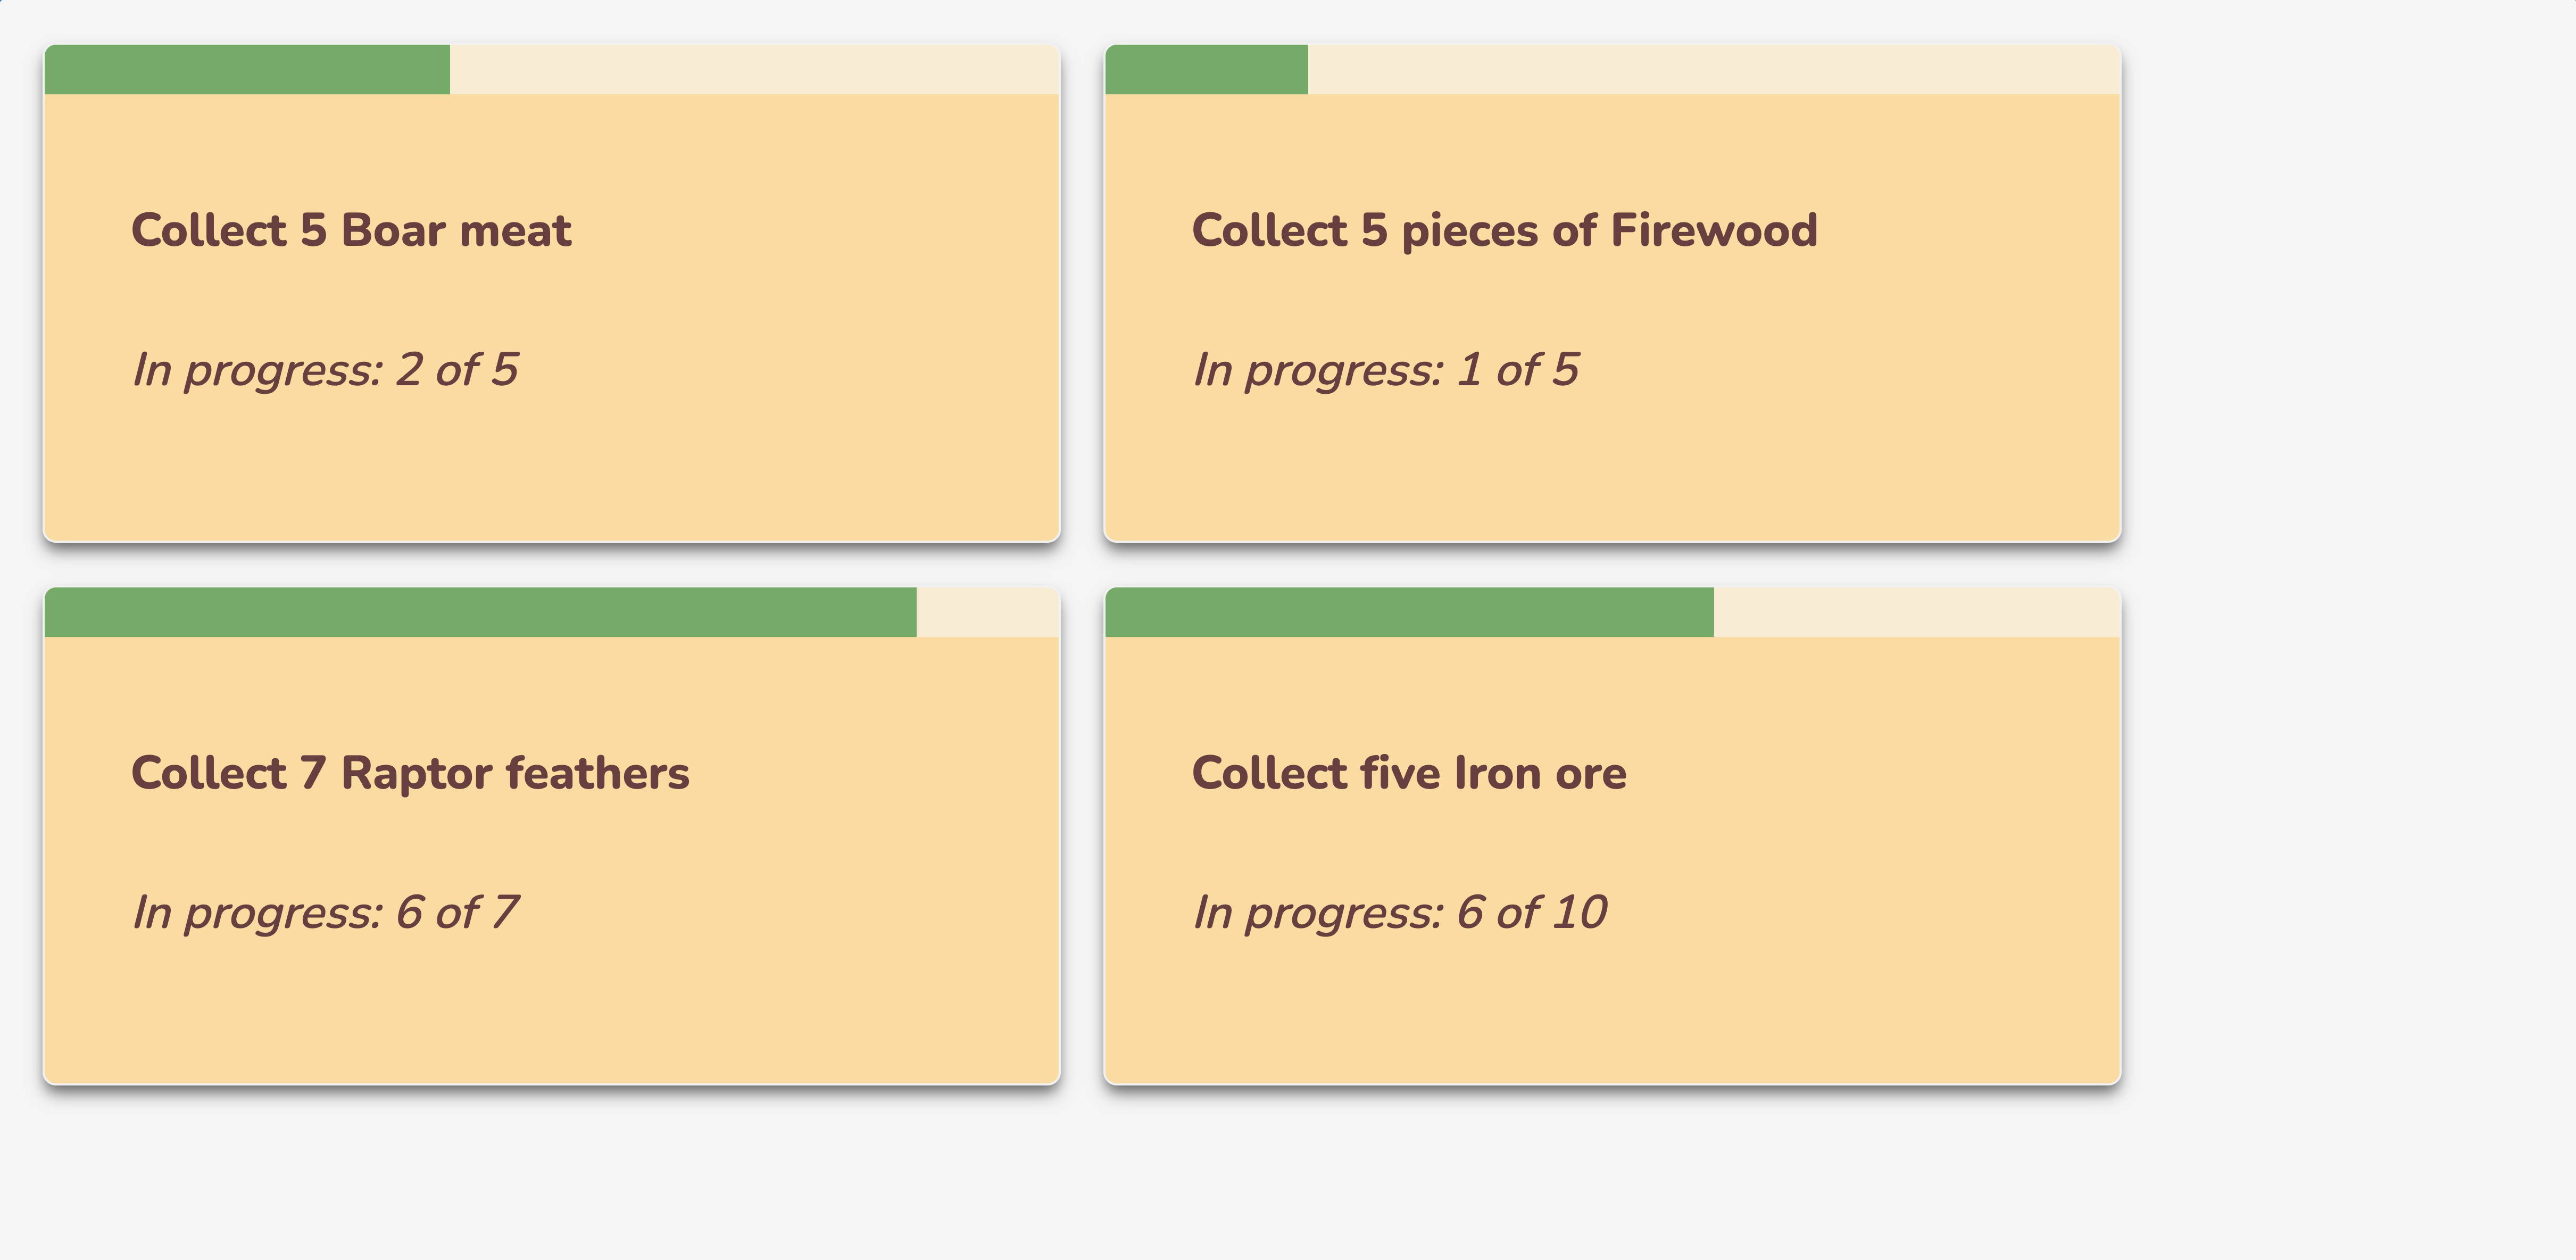 Collect 5 Boar meat
In progress: 2 of 5
Collect 5 pieces of Firewood
In progress: 1 of 5
Collect 7 Raptor feathers
In progress: 6 of 7
Collect five Iron ore
In progress: 6 of 10